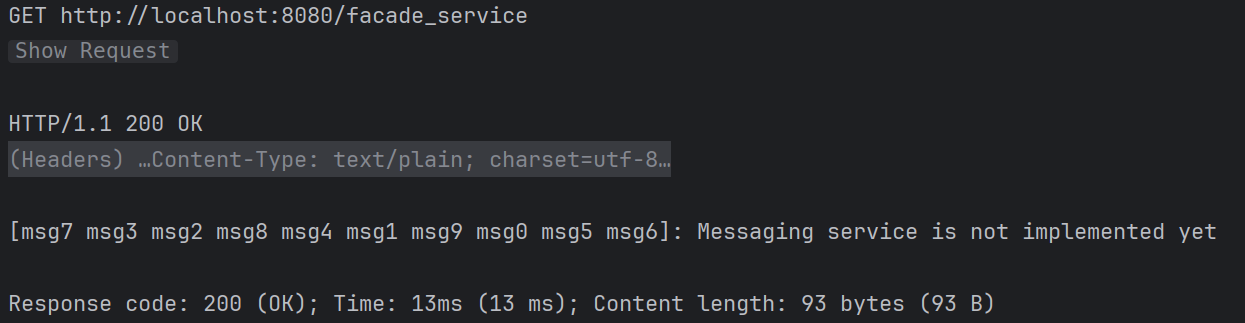 GET http://localhost:8080/facade_service
Show Request
HTTP/1.1 200 OK
(Headers) …Content-Type: text/plain; charset=utf-8…
[msg7 msg3 msg2 msg8 msg4 msg1 msg9 msg0 msg5 msg6]: Messaging service is not implemented yet
Response code: 200 (OK); Time: 13ms (13 ms); Content length: 93 bytes (93 B)